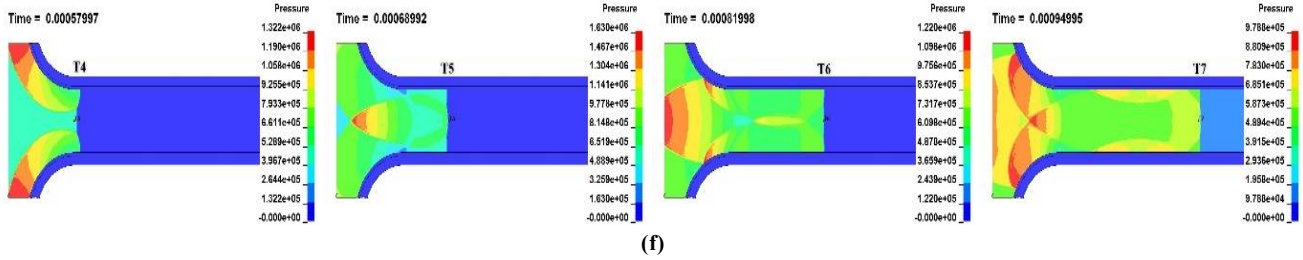 Time = 0.00057997
T4
Pressure
1.322e+06
1.190e+06
1.058e+06
9.255e+05
7.933e+05
6.611e+05
5.289e+05
3.967e+05
2.644e+05
1.322e+05
-0.000e+00
Time = 0.00068992
T5
Pressure
1.630e+06
1.467e+06
1.304e+06
1.141e+06
9.778e+05
8.148e+05
6.519e+05
4.889e+05
3.259e+05
1.630e+05
-0.000e+00
Time = 0.00081998
T6
Pressure
1.220e+06
1.098e+06
9.756e+05
8.537e+05
7.317e+05
6.098e+05
4.878e+05
3.659e+05
2.439e+05
1.220e+05
-0.000e+00
Time = 0.00094995
T7
Pressure
9.788e+05
8.809e+05
7.830e+05
6.851e+05
5.873e+05
4.894e+05
3.915e+05
2.936e+05
1.958e+05
9.788e+04
-0.000e+00
(f)